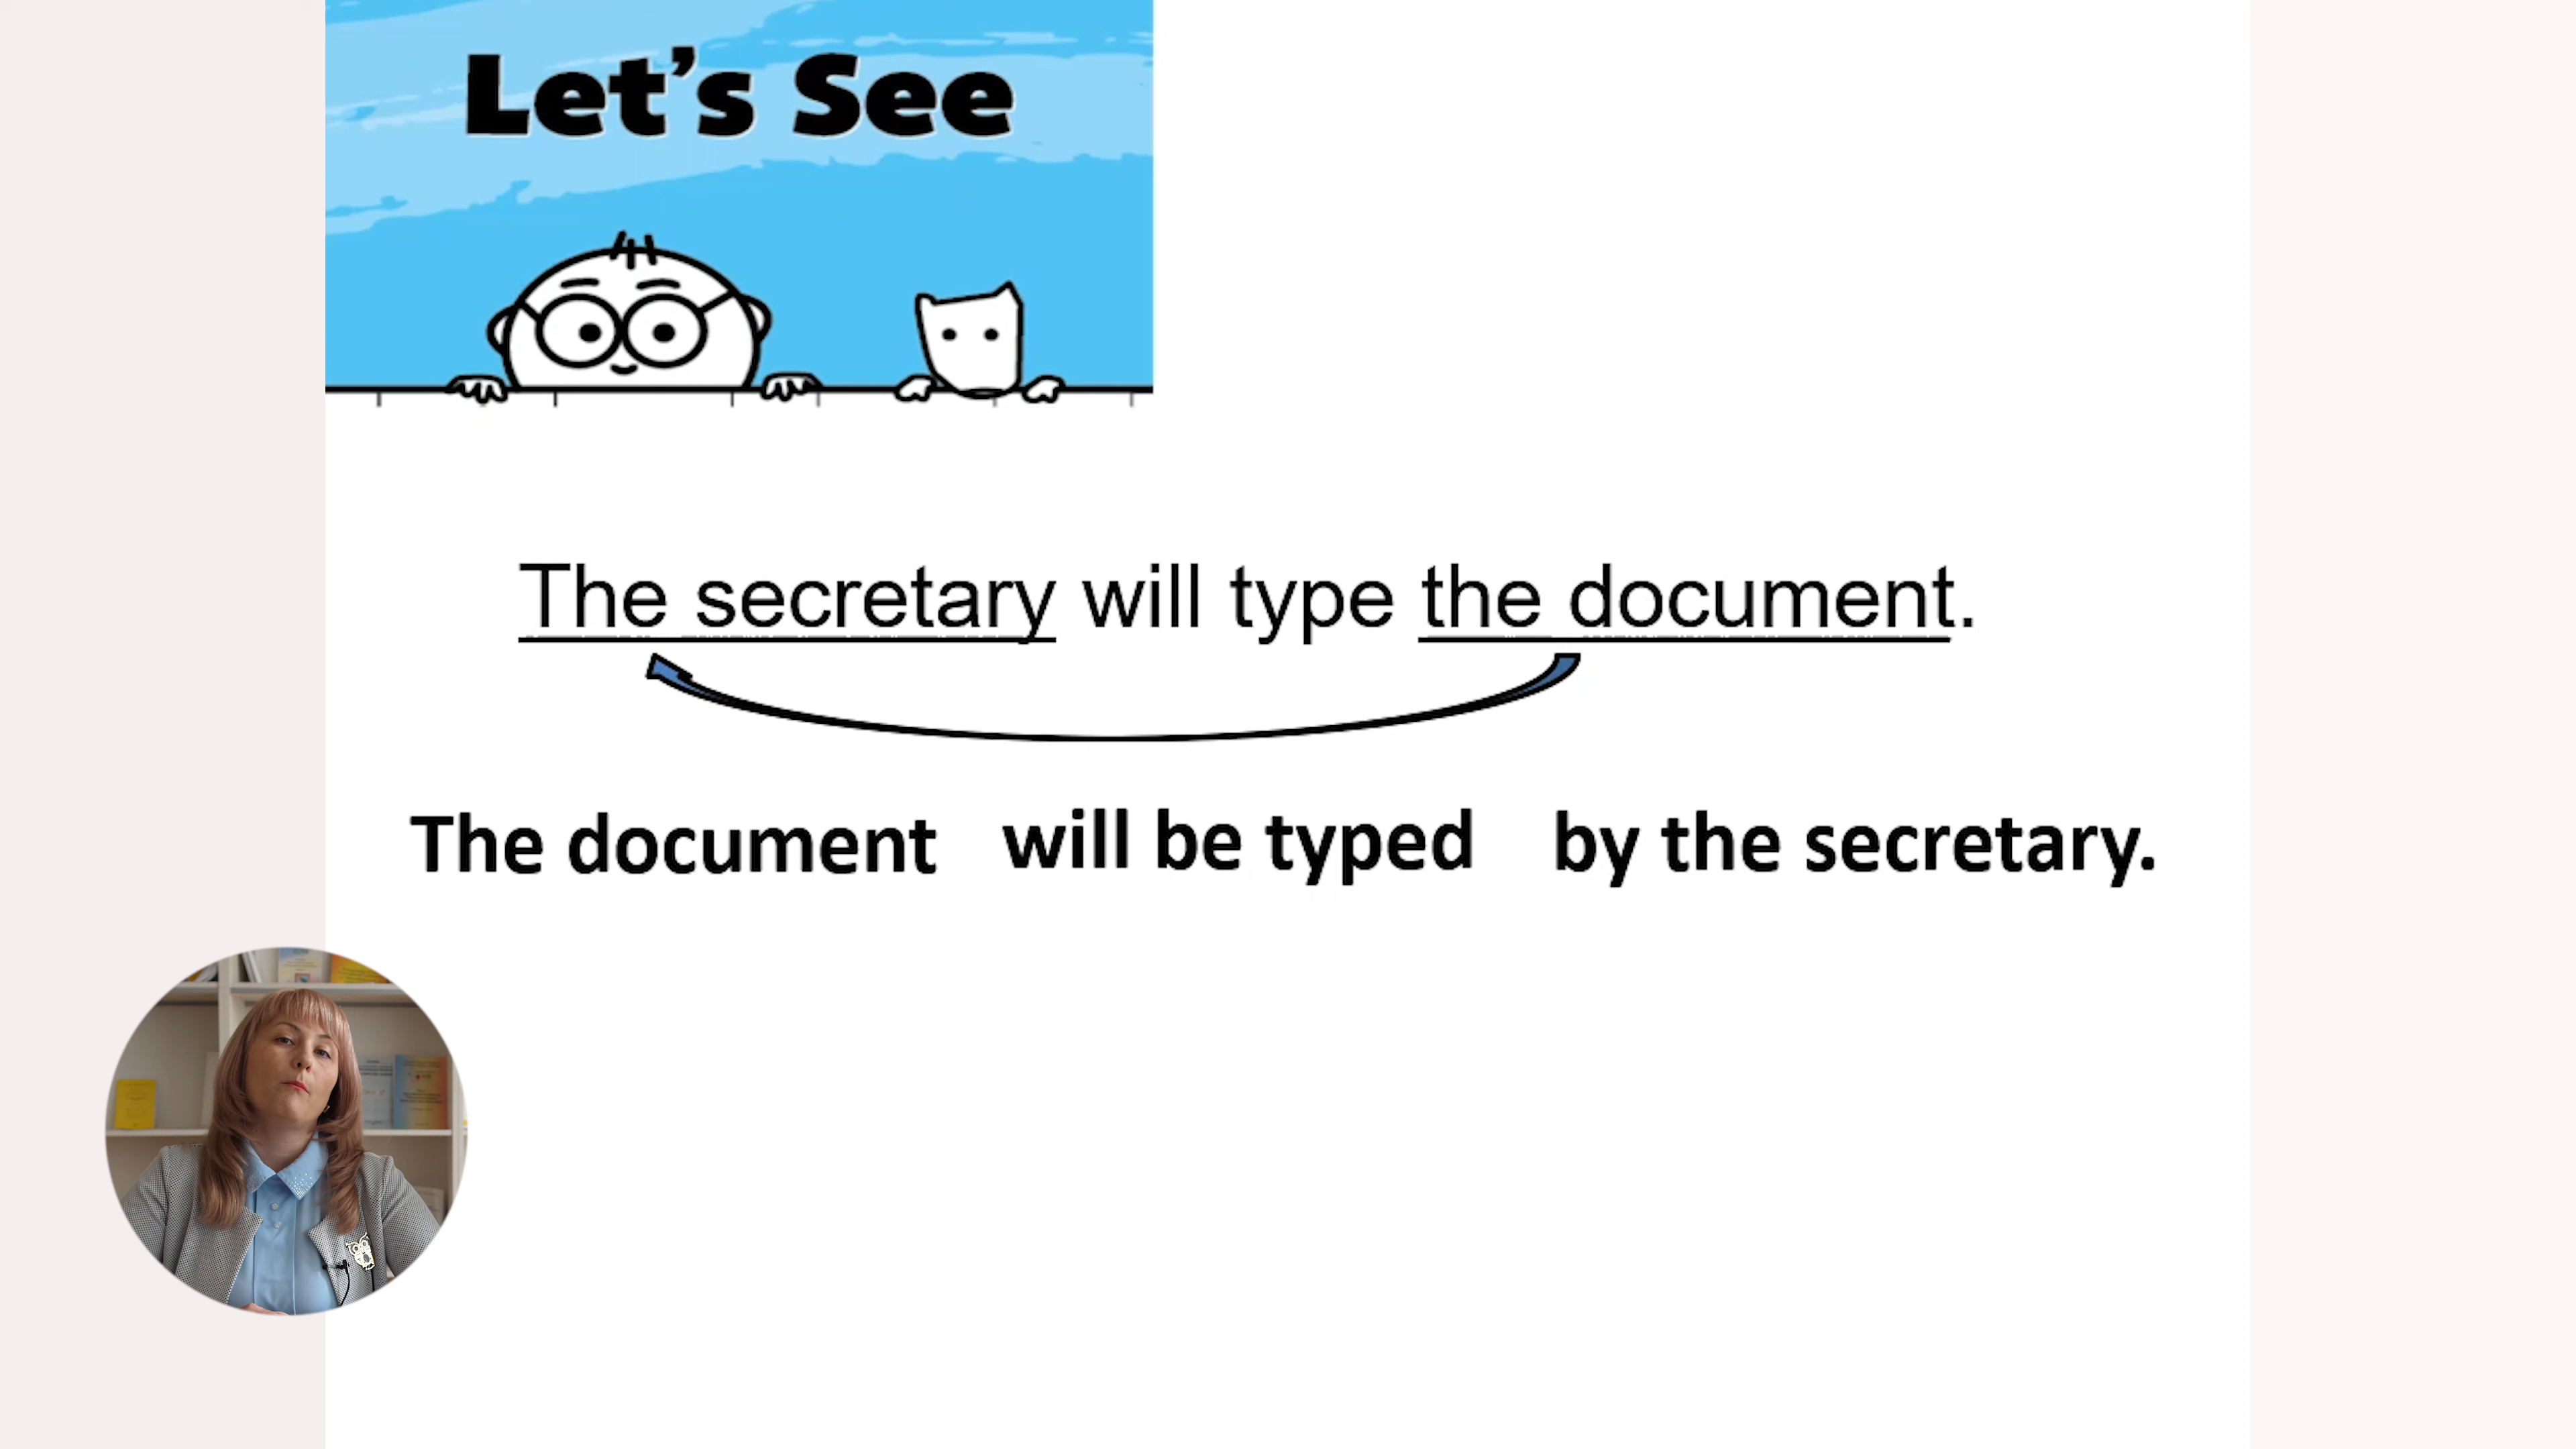 Let's See
The secretary will type the document.
The document will be typed by the secretary.